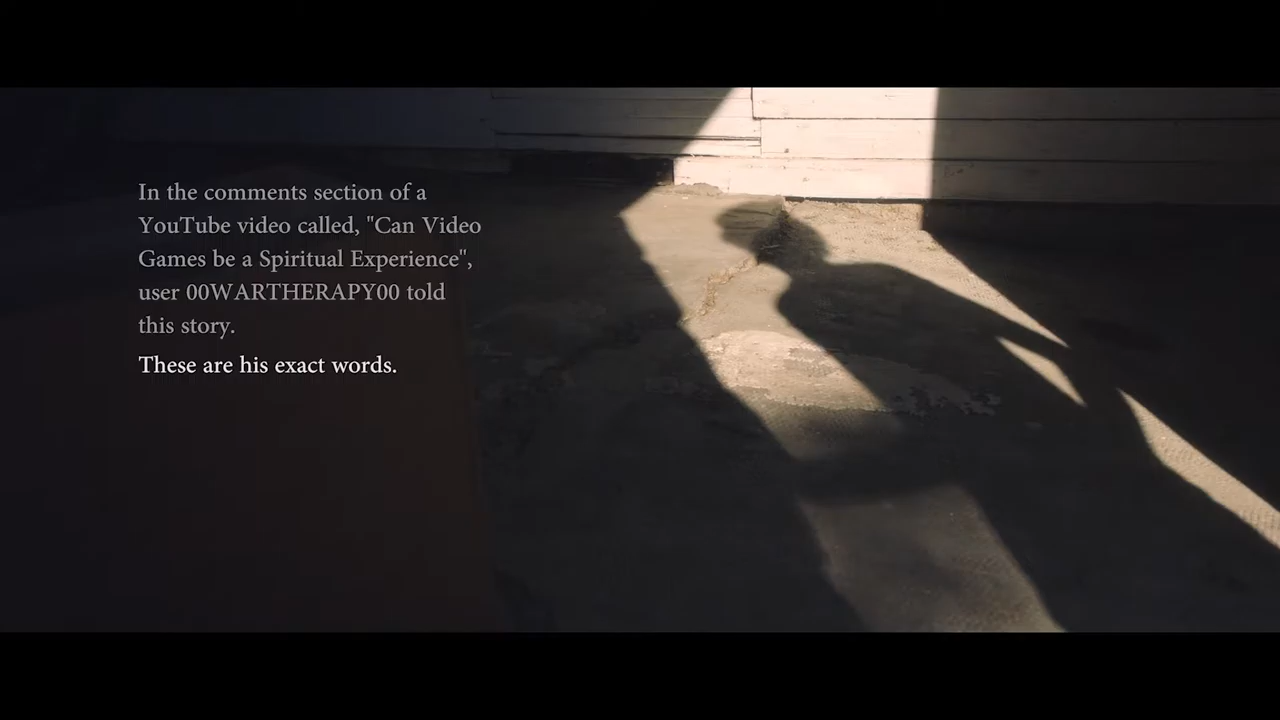 In the comments section of a
YouTube video called, "Can Video
Games be a Spiritual Experience",
user 00WARTHERAPY00 told
this story.
These are his exact words.